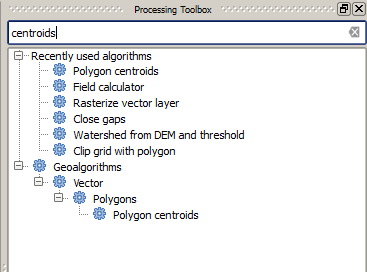 Processing Toolbox
centroids
Recently used algorithms
Polygon centroids
Field calculator
Rasterize vector layer
Close gaps
Watershed from DEM and threshold
Clip grid with polygon
Geoalgorithms
Vector
Polygons
Polygon centroids